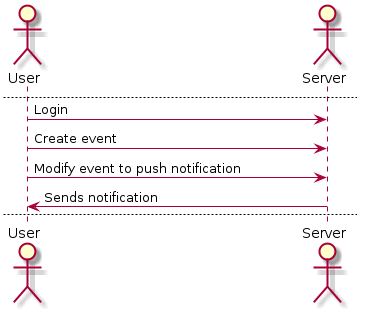 User Server
Login
Create event
Modify event to push notification
Sends notification
User Server